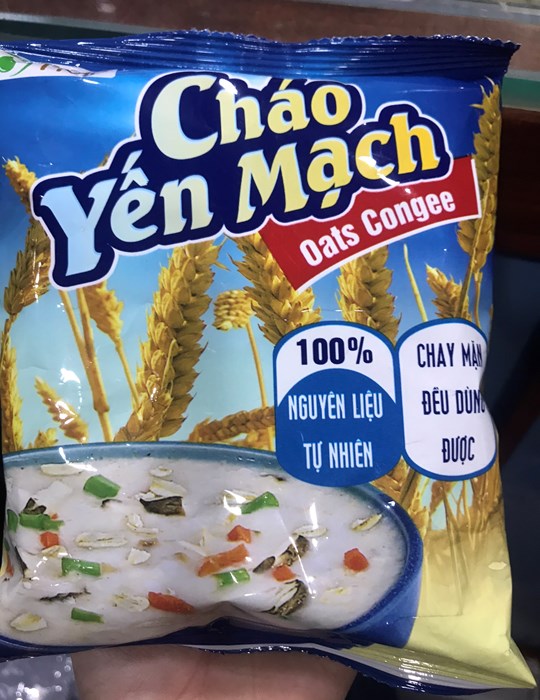 Cháo
Yến Mạch
Oats Congee
100%
NGUYÊN LIỆU
TỰ NHIÊN
CHAY MẶN
ĐỀU DÙNG
ĐƯỢC